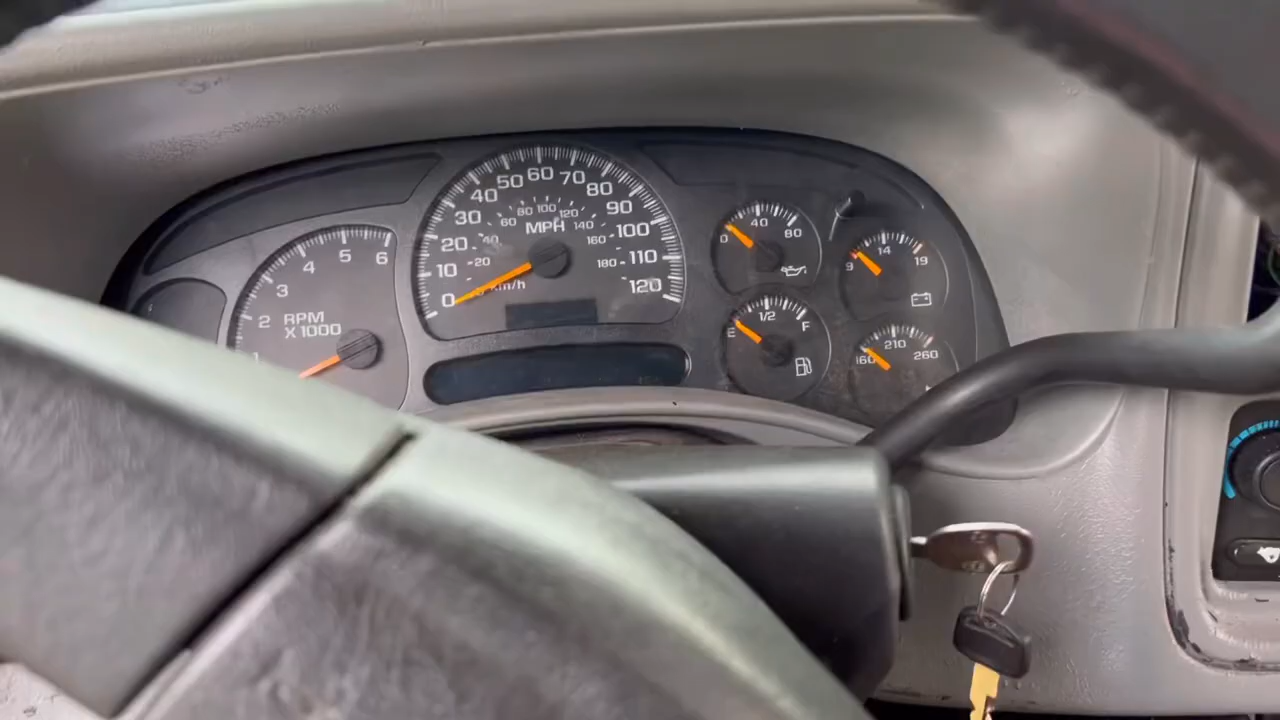 0 10 20 30 40 50 60 70 80 90 100 110 120
20 40 60 80 100 120 140 160 180
MPH
km/h
1 2 3 4 5 6
RPM
X 1000
0 40 80
9 14 19
E 1/2 F
210 260